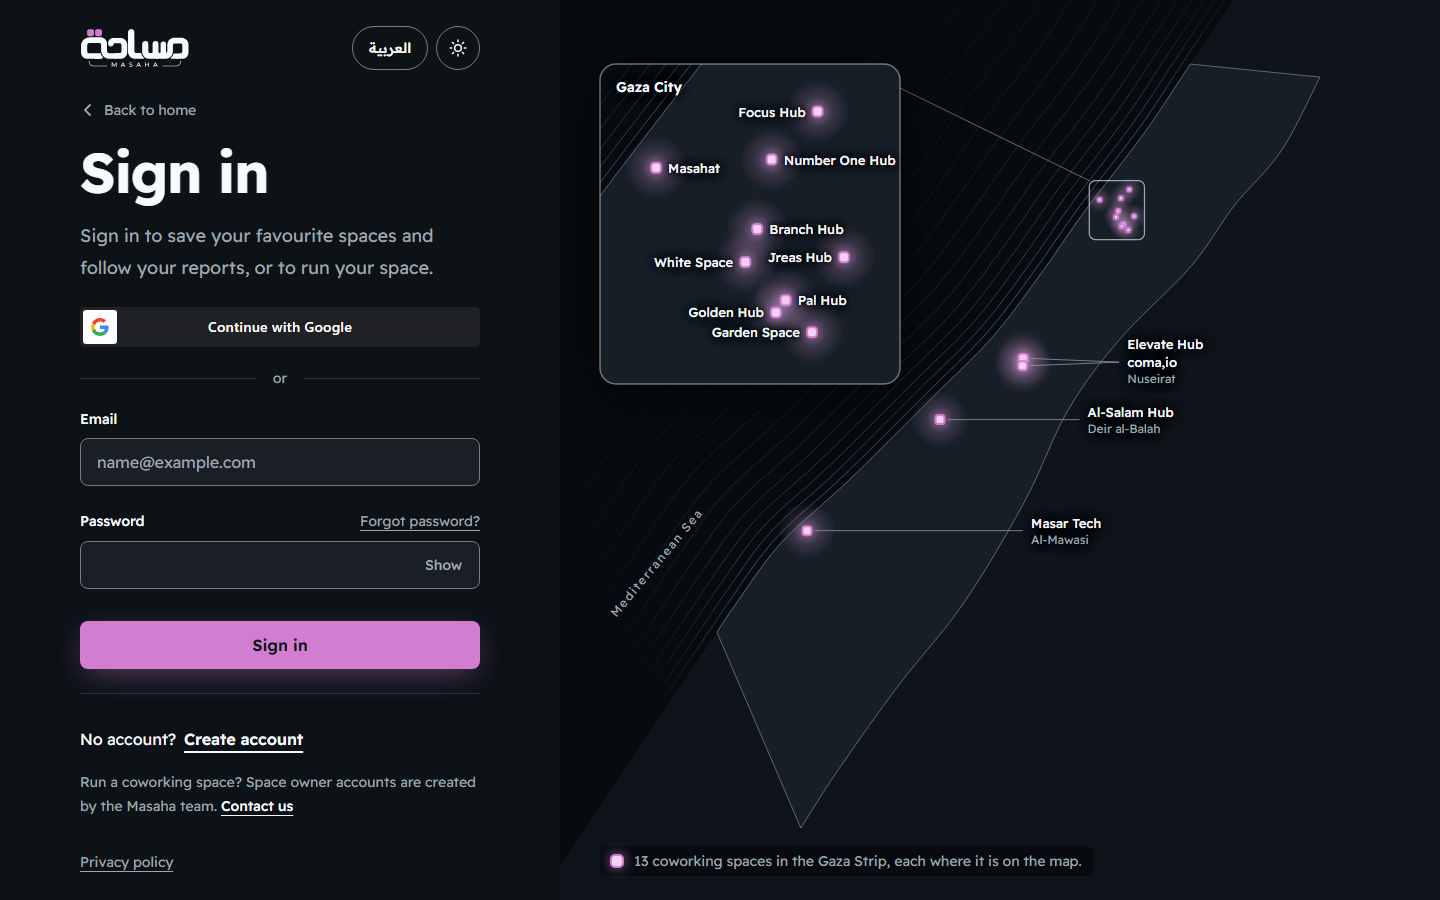 مساحة
MASAHA
العربية
Back to home
Sign in
Sign in to save your favourite spaces and
follow your reports, or to run your space.
Continue with Google
or
Email
name@example.com
Password
Forgot password?
Show
Sign in
No account? Create account
Run a coworking space? Space owner accounts are created
by the Masaha team. Contact us
Privacy policy
Gaza City
Focus Hub
Number One Hub
Masahat
Branch Hub
White Space
Jreas Hub
Pal Hub
Golden Hub
Garden Space
Elevate Hub
coma,io
Nuseirat
Al-Salam Hub
Deir al-Balah
Masar Tech
Al-Mawasi
Mediterranean Sea
13 coworking spaces in the Gaza Strip, each where it is on the map.